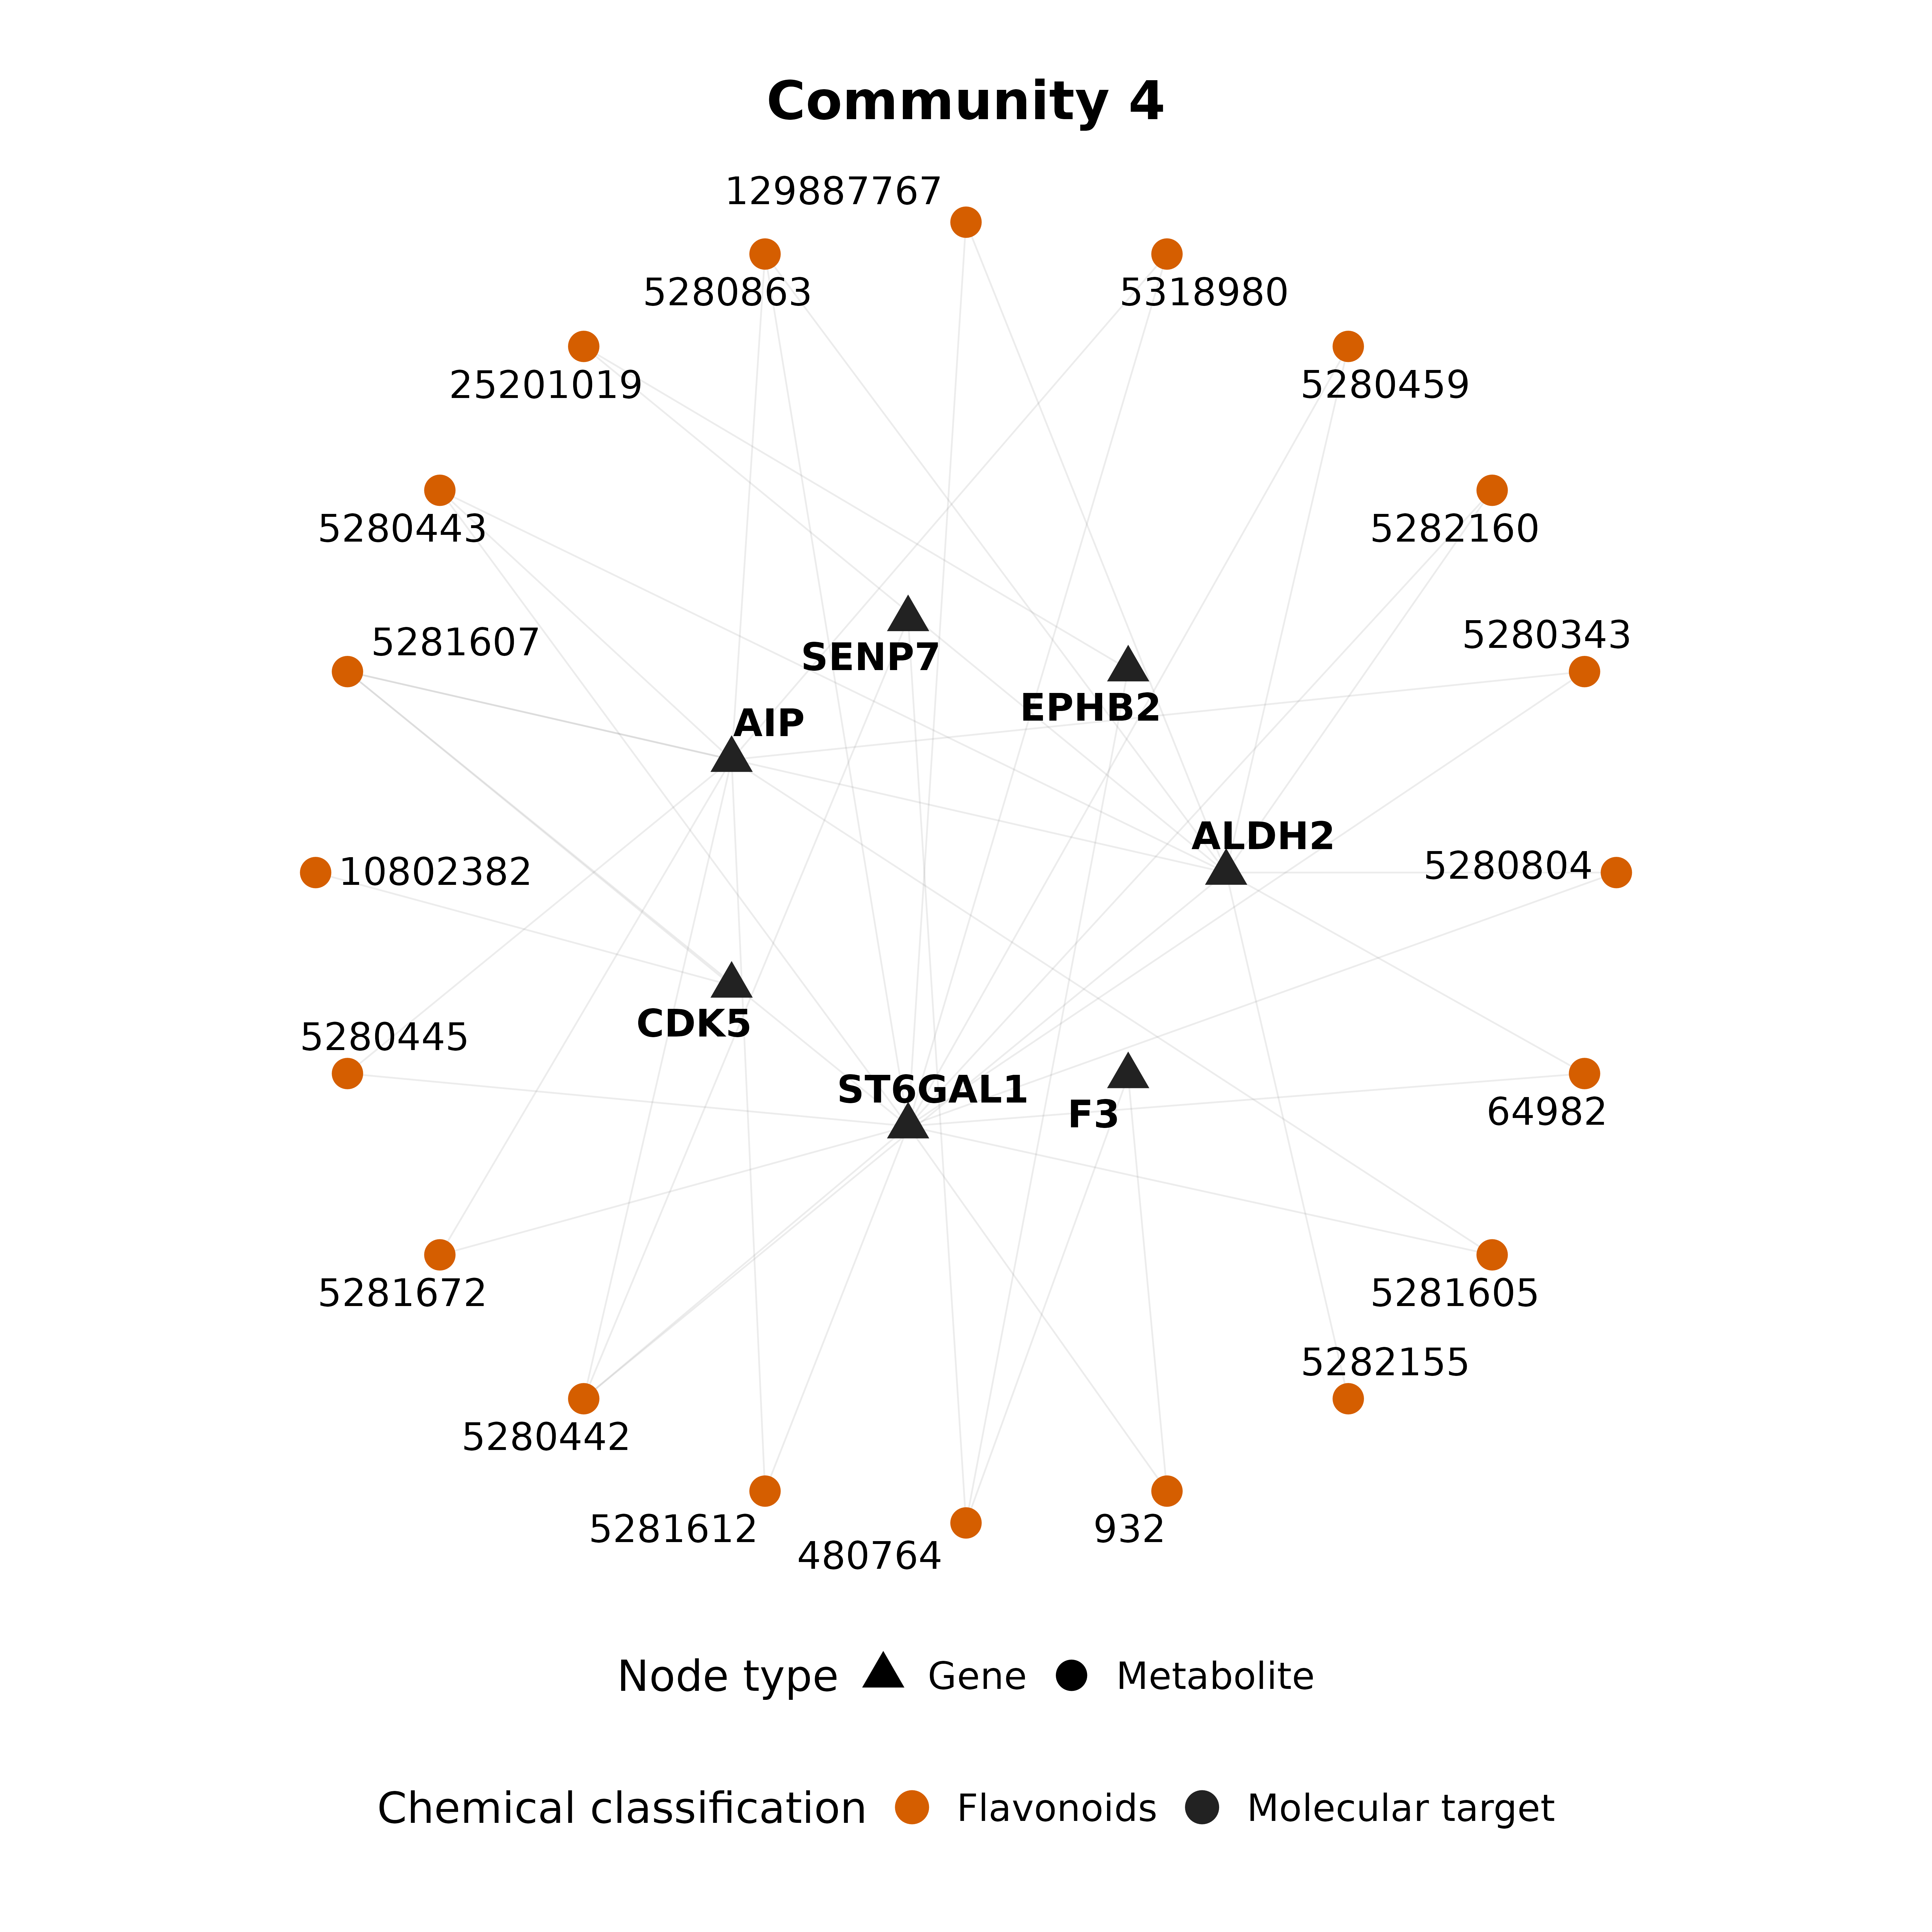 Community 4
129887767
5280863
5318980
25201019
5280459
5280443
5282160
5281607
5280343
SENP7
EPHB2
AIP
ALDH2
10802382
5280804
CDK5
5280445
ST6GAL1
F3
64982
5281672
5281605
5282155
5280442
5281612
932
480764
Node type Gene Metabolite
Chemical classification Flavonoids Molecular target